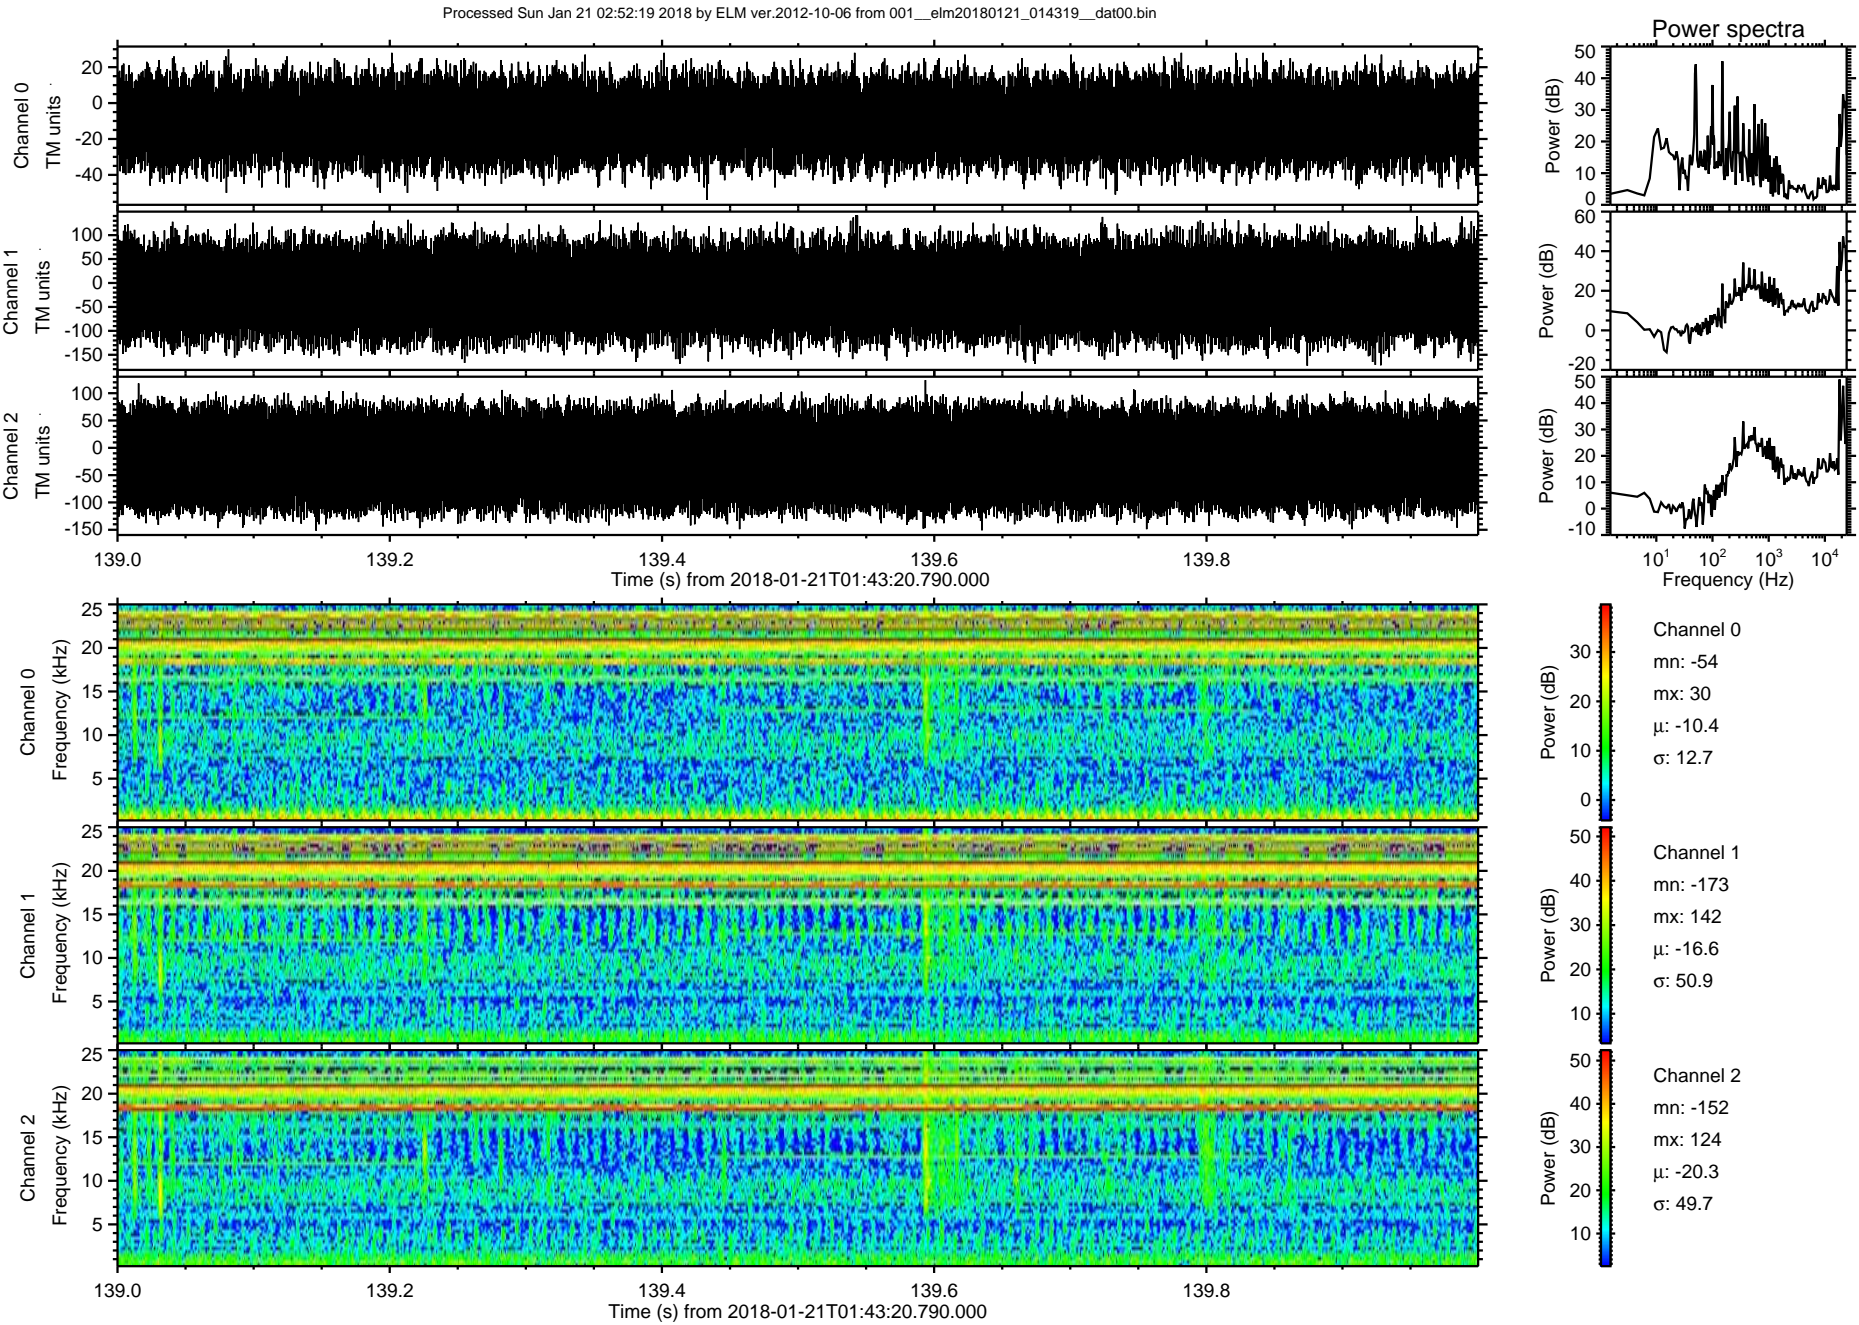 Processed Sun Jan 21 02:52:19 2018 by ELM ver.2012-10-06 from 001__elm20180121_014319__dat00.bin
Power spectra
Channel 0
TM units
20
0
-20
-40
Power (dB)
50
40
30
20
10
0
Channel 1
TM units
100
50
0
-50
-100
-150
Power (dB)
60
40
20
0
-20
Channel 2
TM units
100
50
0
-50
-100
-150
Power (dB)
50
40
30
20
10
0
-10
139.0 139.2 139.4 139.6 139.8
Time (s) from 2018-01-21T01:43:20.790.000
10¹ 10² 10³ 10⁴
Frequency (Hz)
Channel 0
Frequency (kHz)
25
20
15
10
5
Power (dB)
30
20
10
0
Channel 0
mn: -54
mx: 30
μ: -10.4
σ: 12.7
Channel 1
Frequency (kHz)
25
20
15
10
5
Power (dB)
50
40
30
20
10
Channel 1
mn: -173
mx: 142
μ: -16.6
σ: 50.9
Channel 2
Frequency (kHz)
25
20
15
10
5
Power (dB)
50
40
30
20
10
Channel 2
mn: -152
mx: 124
μ: -20.3
σ: 49.7
139.0 139.2 139.4 139.6 139.8
Time (s) from 2018-01-21T01:43:20.790.000